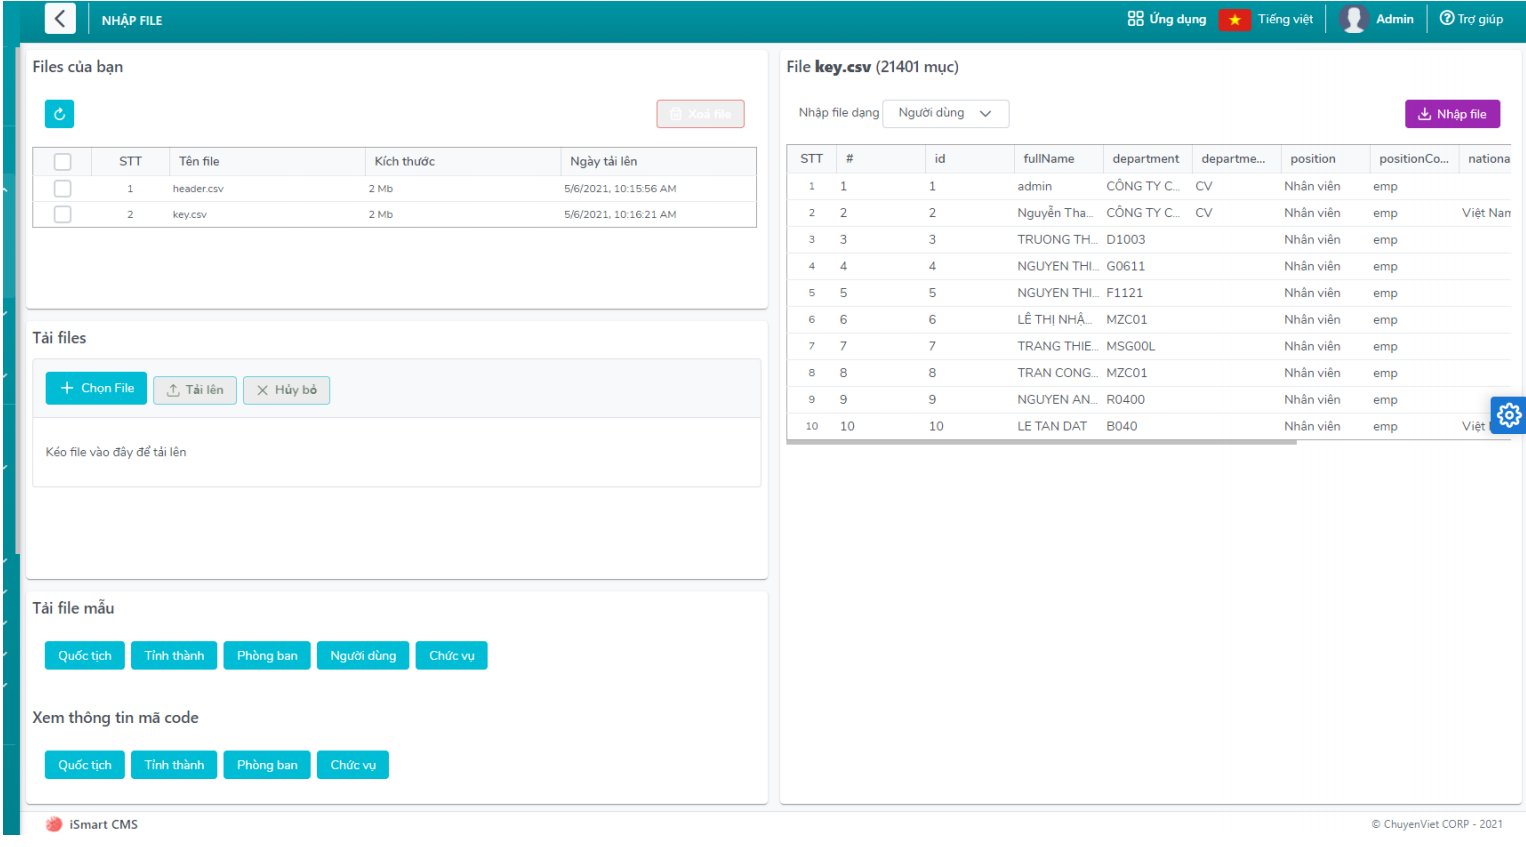 NHẬP FILE
Ứng dụng
Tiếng việt
Admin
Trợ giúp
Files của bạn
Xoá file
STT Tên file Kích thước Ngày tải lên
1 header.csv 2 Mb 5/6/2021, 10:15:56 AM
2 key.csv 2 Mb 5/6/2021, 10:16:21 AM
Tải files
Chọn File
Tải lên
Hủy bỏ
Kéo file vào đây để tải lên
Tải file mẫu
Quốc tịch Tỉnh thành Phòng ban Người dùng Chức vụ
Xem thông tin mã code
Quốc tịch Tỉnh thành Phòng ban Chức vụ
File key.csv (21401 mục)
Nhập file dạng Người dùng
Nhập file
STT # id fullName department departme... position positionCo... nationa
1 1 1 admin CÔNG TY C... CV Nhân viên emp
2 2 2 Nguyễn Tha... CÔNG TY C... CV Nhân viên emp Việt Nam
3 3 3 TRUONG TH... D1003 Nhân viên emp
4 4 4 NGUYEN THI... G0611 Nhân viên emp
5 5 5 NGUYEN THI... F1121 Nhân viên emp
6 6 6 LÊ THỊ NHẬ... MZC01 Nhân viên emp
7 7 7 TRANG THIE... MSG00L Nhân viên emp
8 8 8 TRAN CONG... MZC01 Nhân viên emp
9 9 9 NGUYEN AN... R0400 Nhân viên emp
10 10 10 LE TAN DAT B040 Nhân viên emp Việt
iSmart CMS
© ChuyenViet CORP - 2021